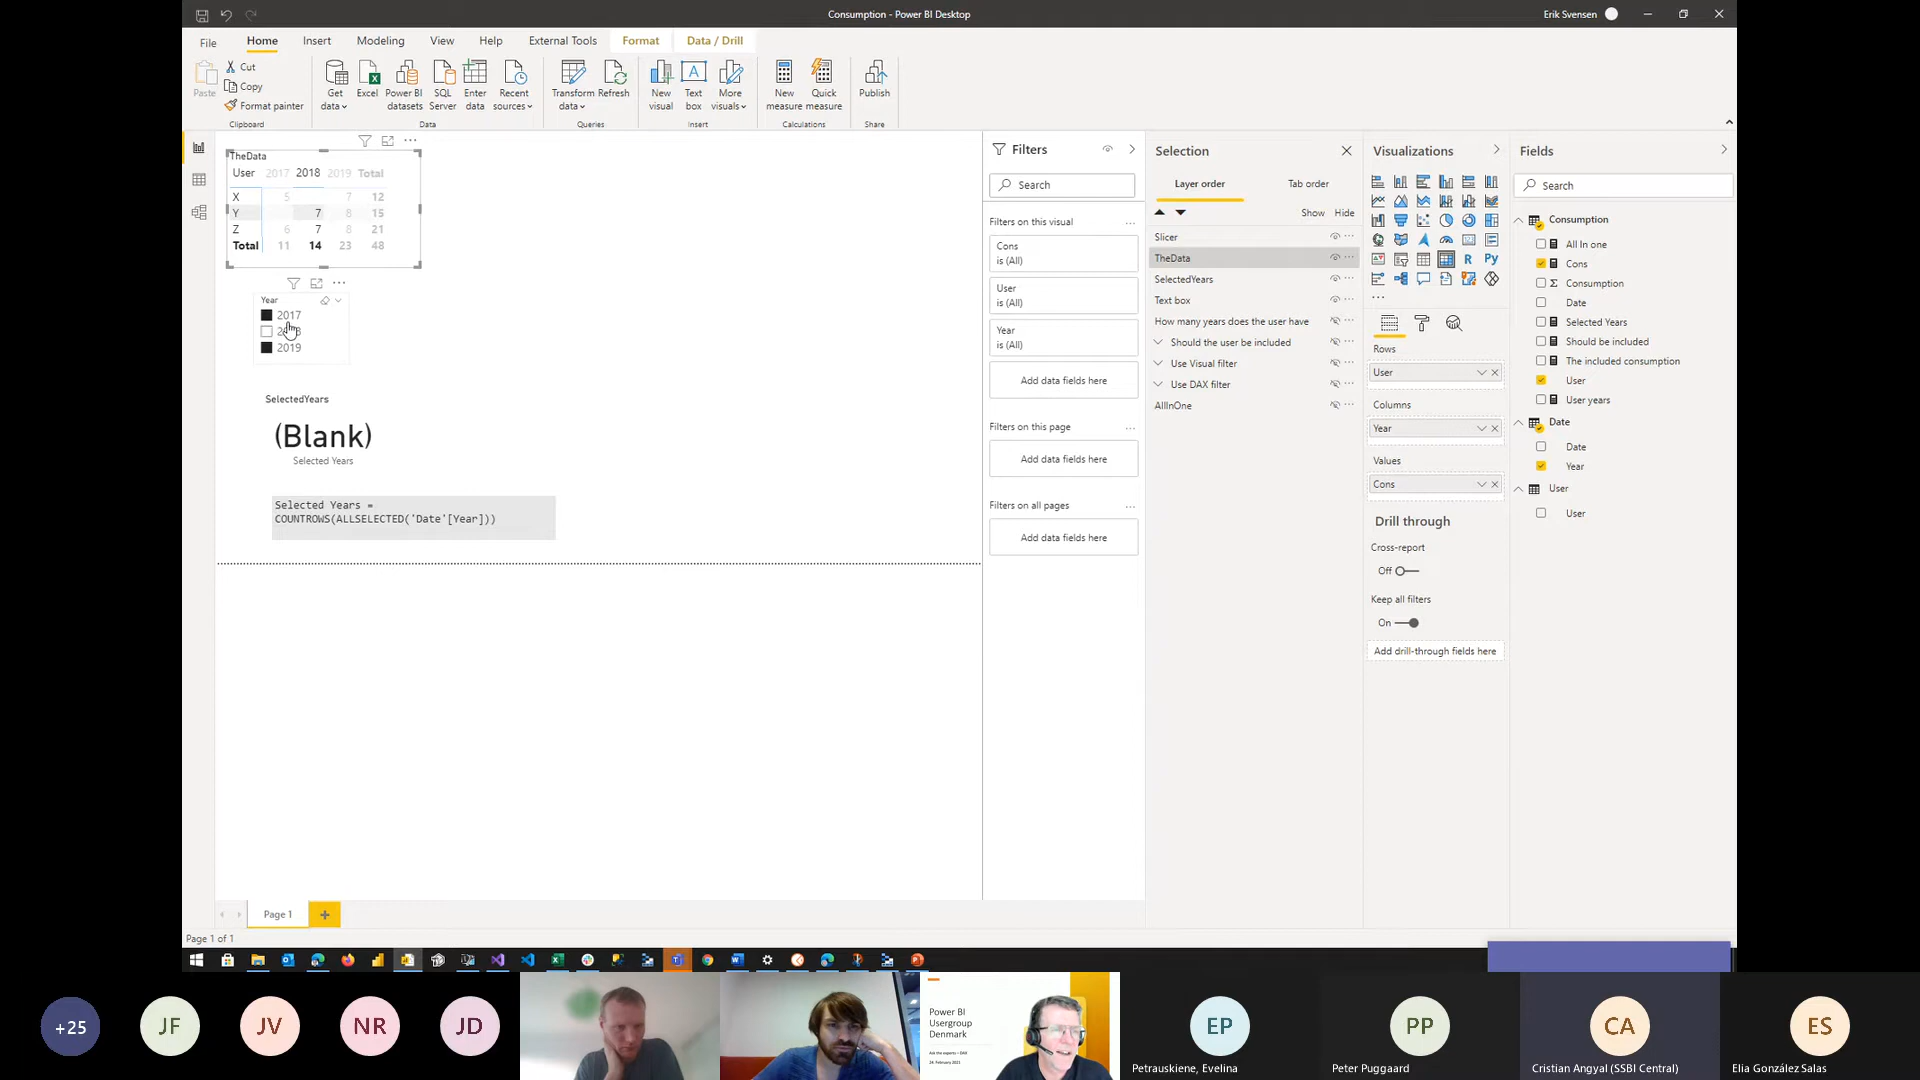 Consumption - Power BI Desktop
Erik Svensen
File
Home
Insert
Modeling
View
Help
External Tools
Format
Data / Drill
Paste
Cut
Copy
Format painter
Clipboard
Get data
Excel
Power BI datasets
SQL Server
Enter data
Recent sources
Data
Transform data
Refresh
Queries
New visual
Text box
More visuals
Insert
New measure
Quick measure
Calculations
Publish
Share
TheData
User 2017 2018 2019 Total
X 5 7 12
Y 7 8 15
Z 6 7 8 21
Total 11 14 23 48
Year
2017
2019
SelectedYears
(Blank)
Selected Years
Selected Years =
COUNTROWS(ALLSELECTED('Date'[Year]))
Filters
Search
Filters on this visual
Cons
is (All)
User
is (All)
Year
is (All)
Add data fields here
Filters on this page
Add data fields here
Filters on all pages
Add data fields here
Selection
Layer order
Tab order
Show
Hide
Slicer
TheData
SelectedYears
Text box
How many years does the user have
Should the user be included
Use Visual filter
Use DAX filter
AllInOne
Visualizations
R
Py
Rows
User
Columns
Year
Values
Cons
Drill through
Cross-report
Off
Keep all filters
On
Add drill-through fields here
Fields
Search
Consumption
All In one
Cons
Consumption
Date
Selected Years
Should be included
The included consumption
User
User years
Date
Date
Year
User
User
Page 1
Page 1 of 1
+25
JF
JV
NR
JD
Power BI
Usergroup
Denmark
Ask the experts – DAX
24. February 2021
EP
Petrauskiene, Evelina
PP
Peter Puggaard
CA
Cristian Angyal (SSBI Central)
ES
Elia González Salas